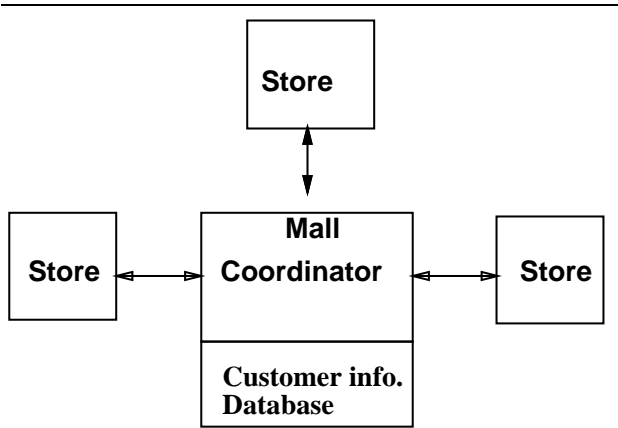 Store
Mall
Store
Coordinator
Store
Customer info.
Database